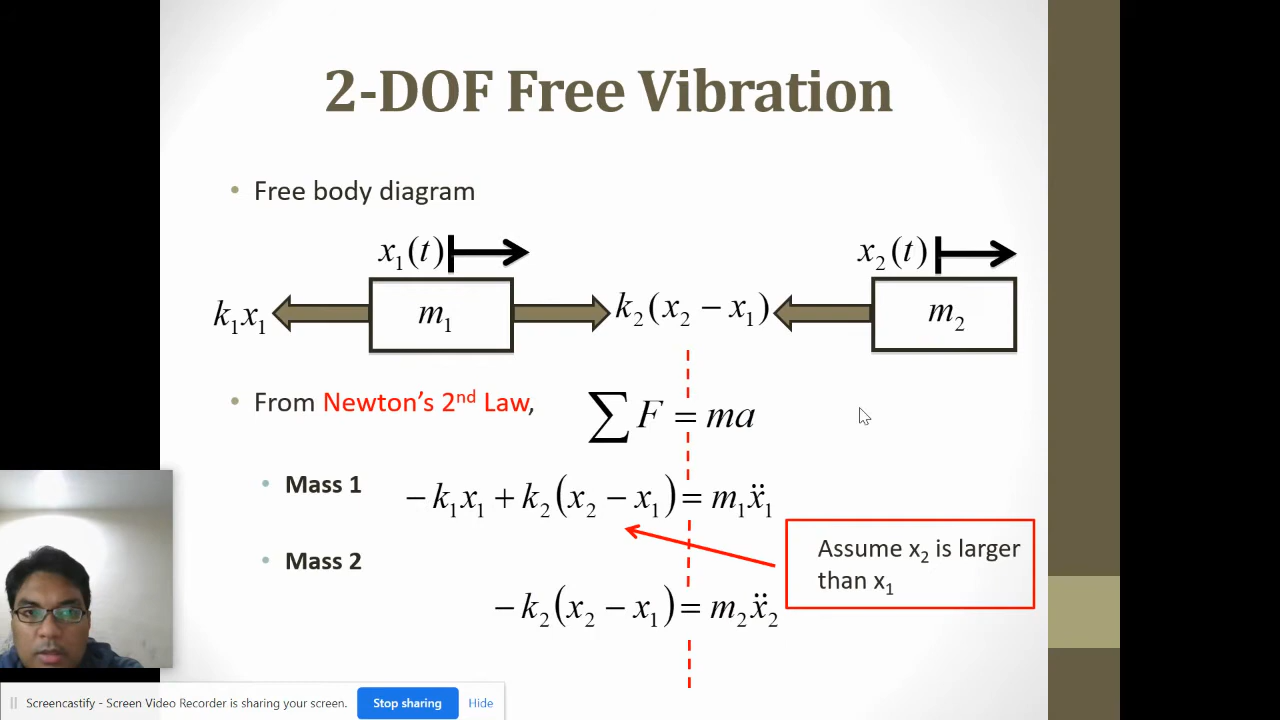 2-DOF Free Vibration
• Free body diagram
x₁(t) x₂(t)
k₁x₁ m₁ k₂(x₂ − x₁) m₂
• From Newton's 2nd Law, ∑F = ma
• Mass 1 −k₁x₁ + k₂(x₂ − x₁) = m₁ẍ₁
Assume x₂ is larger
than x₁
• Mass 2
−k₂(x₂ − x₁) = m₂ẍ₂
Screencastify - Screen Video Recorder is sharing your screen. Stop sharing Hide